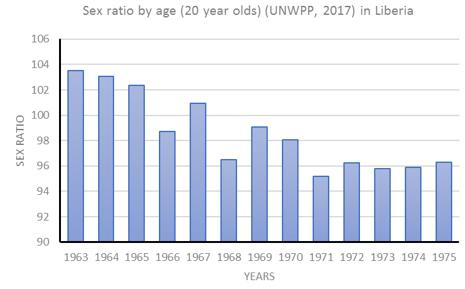 Sex ratio by age (20 year olds) (UNWPP, 2017) in Liberia
106
104
102
100
98
96
94
92
90
SEX RATIO
1963 1964 1965 1966 1967 1968 1969 1970 1971 1972 1973 1974 1975
YEARS